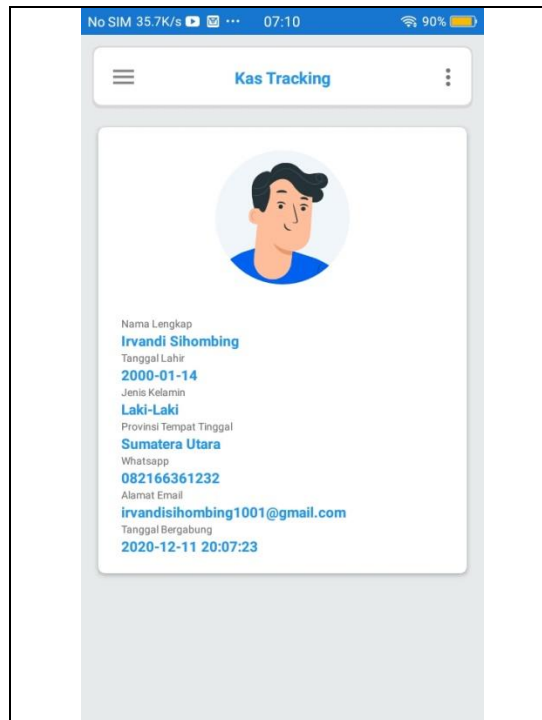 No SIM 35.7K/s ··· 07:10 90%
Kas Tracking
Nama Lengkap
Irvandi Sihombing
Tanggal Lahir
2000-01-14
Jenis Kelamin
Laki-Laki
Provinsi Tempat Tinggal
Sumatera Utara
Whatsapp
082166361232
Alamat Email
irvandisihombing1001@gmail.com
Tanggal Bergabung
2020-12-11 20:07:23